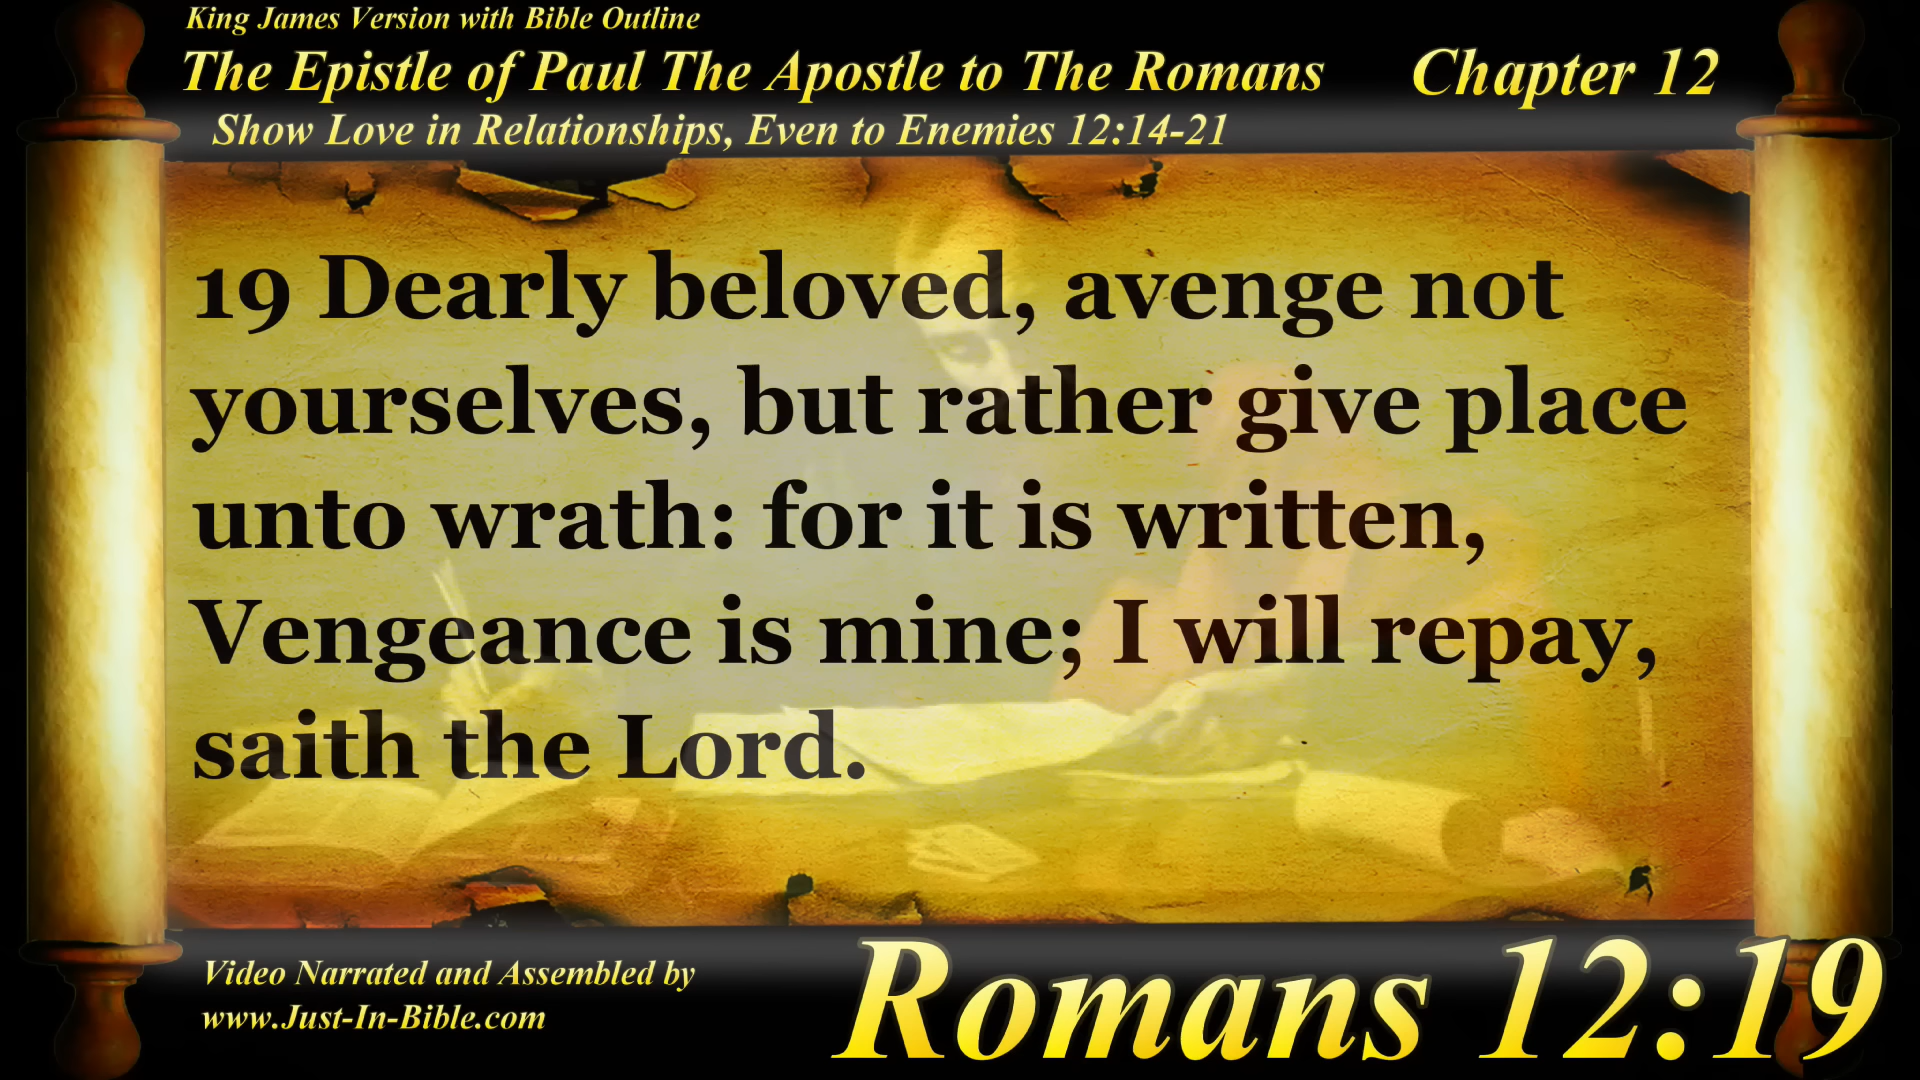 King James Version with Bible Outline
The Epistle of Paul The Apostle to The Romans Chapter 12
Show Love in Relationships, Even to Enemies 12:14-21
19 Dearly beloved, avenge not
yourselves, but rather give place
unto wrath: for it is written,
Vengeance is mine; I will repay,
saith the Lord.
Video Narrated and Assembled by
www.Just-In-Bible.com
Romans 12:19